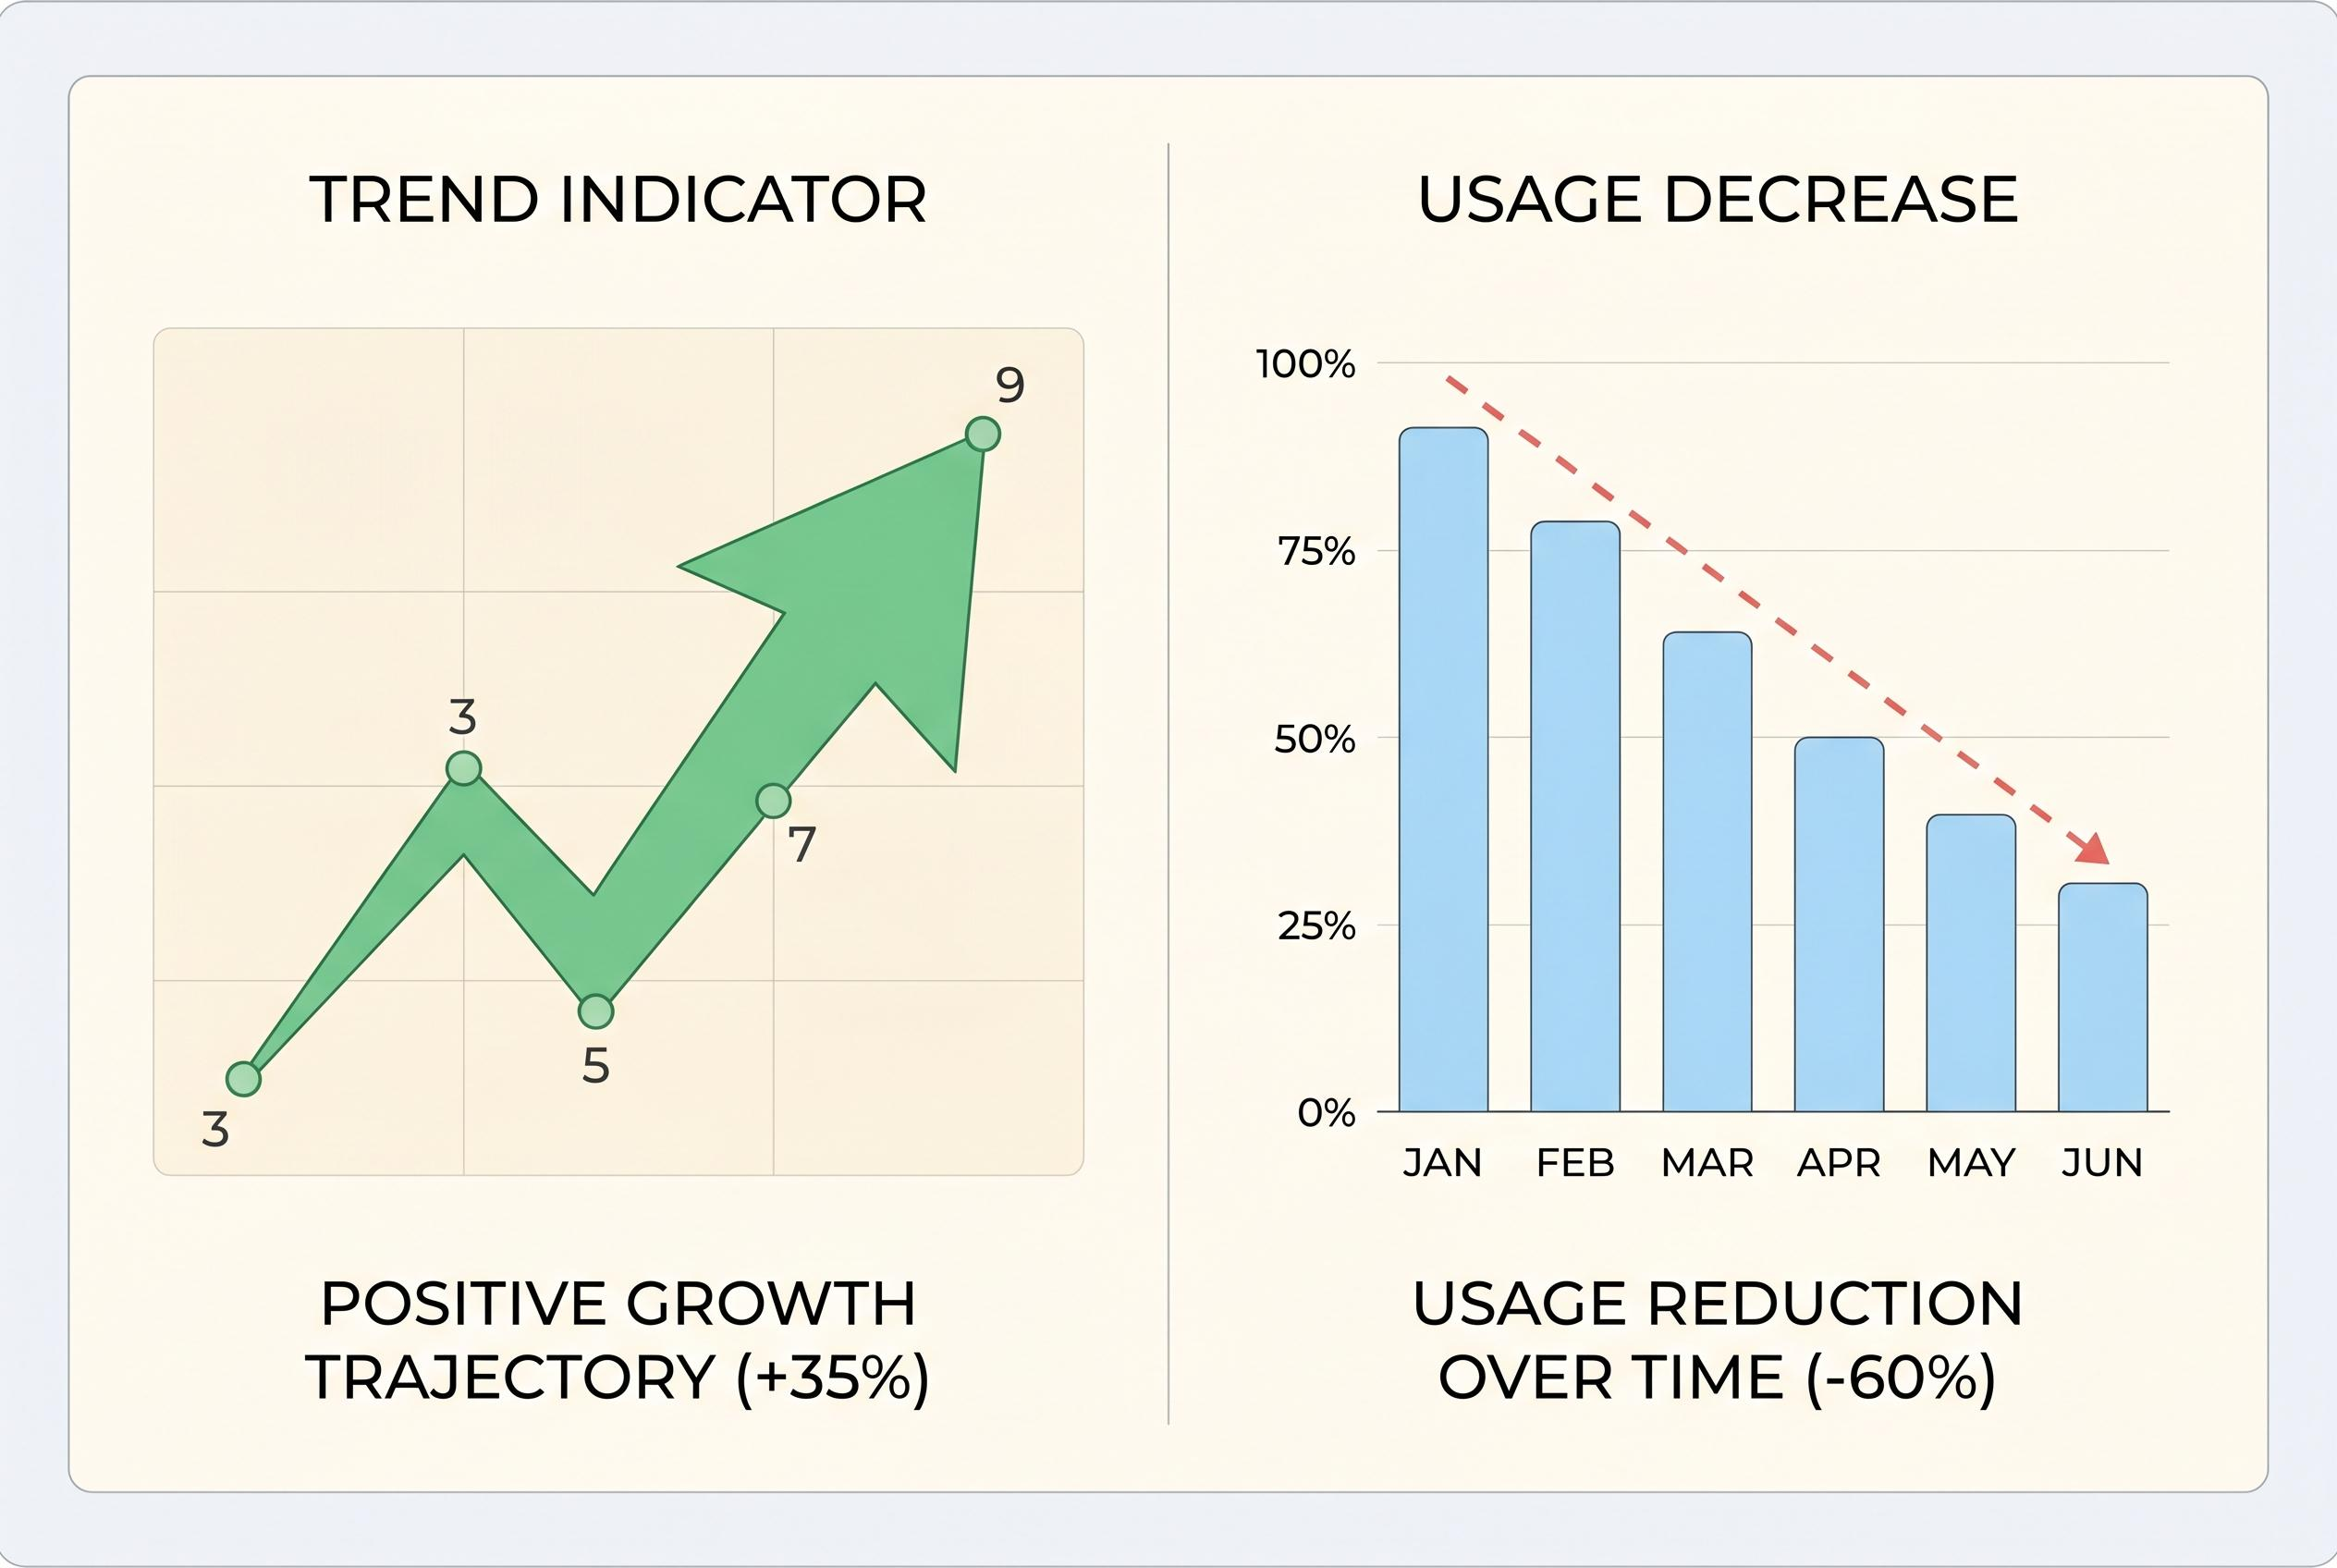 TREND INDICATOR
9
3
7
5
3
POSITIVE GROWTH
TRAJECTORY (+35%)
USAGE DECREASE
100%
75%
50%
25%
0%
JAN FEB MAR APR MAY JUN
USAGE REDUCTION
OVER TIME (-60%)